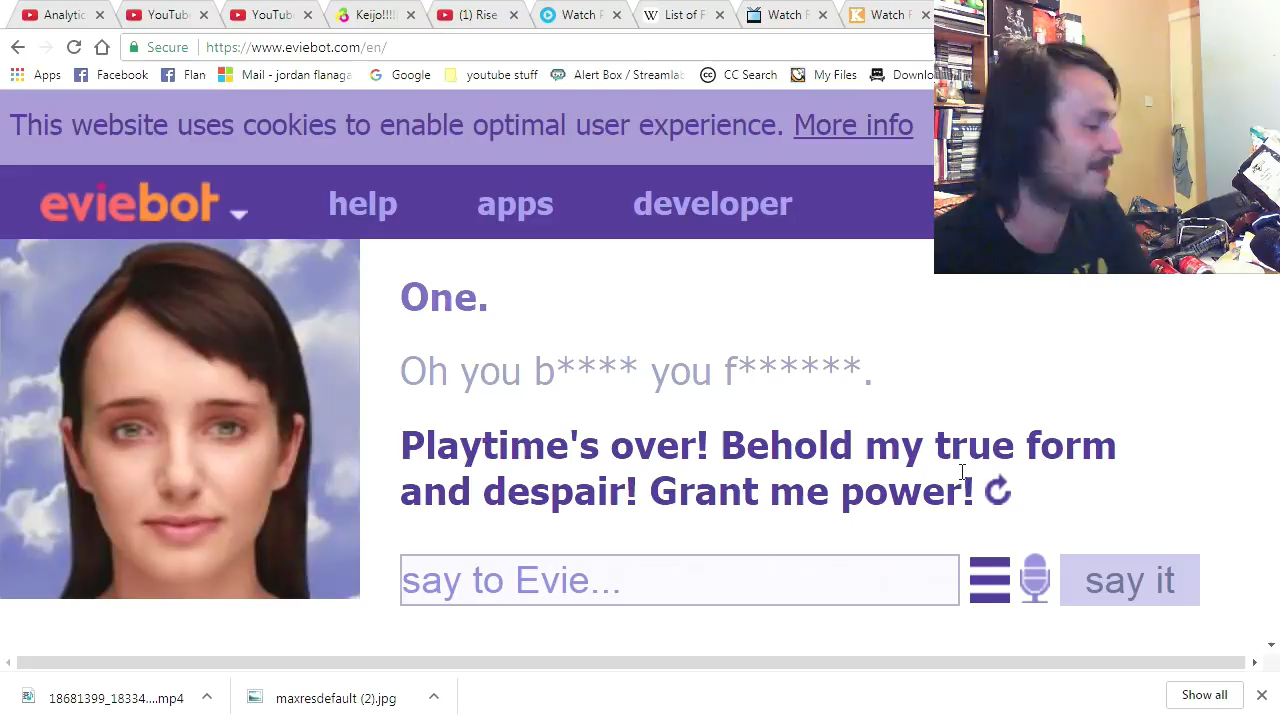 Analytic
YouTub
YouTub
Keijo!!!!
(1) Rise
Watch
List of
Watch
Watch
Secure
https://www.eviebot.com/en/
Apps
Facebook
Flan
Mail - jordan flanaga
Google
youtube stuff
Alert Box / Streamlab
CC Search
My Files
Downlo
This website uses cookies to enable optimal user experience. More info
eviebot
help
apps
developer
One.
Oh you b**** you f******.
Playtime's over! Behold my true form
and despair! Grant me power!
say to Evie...
say it
18681399_18334....mp4
maxresdefault (2).jpg
Show all